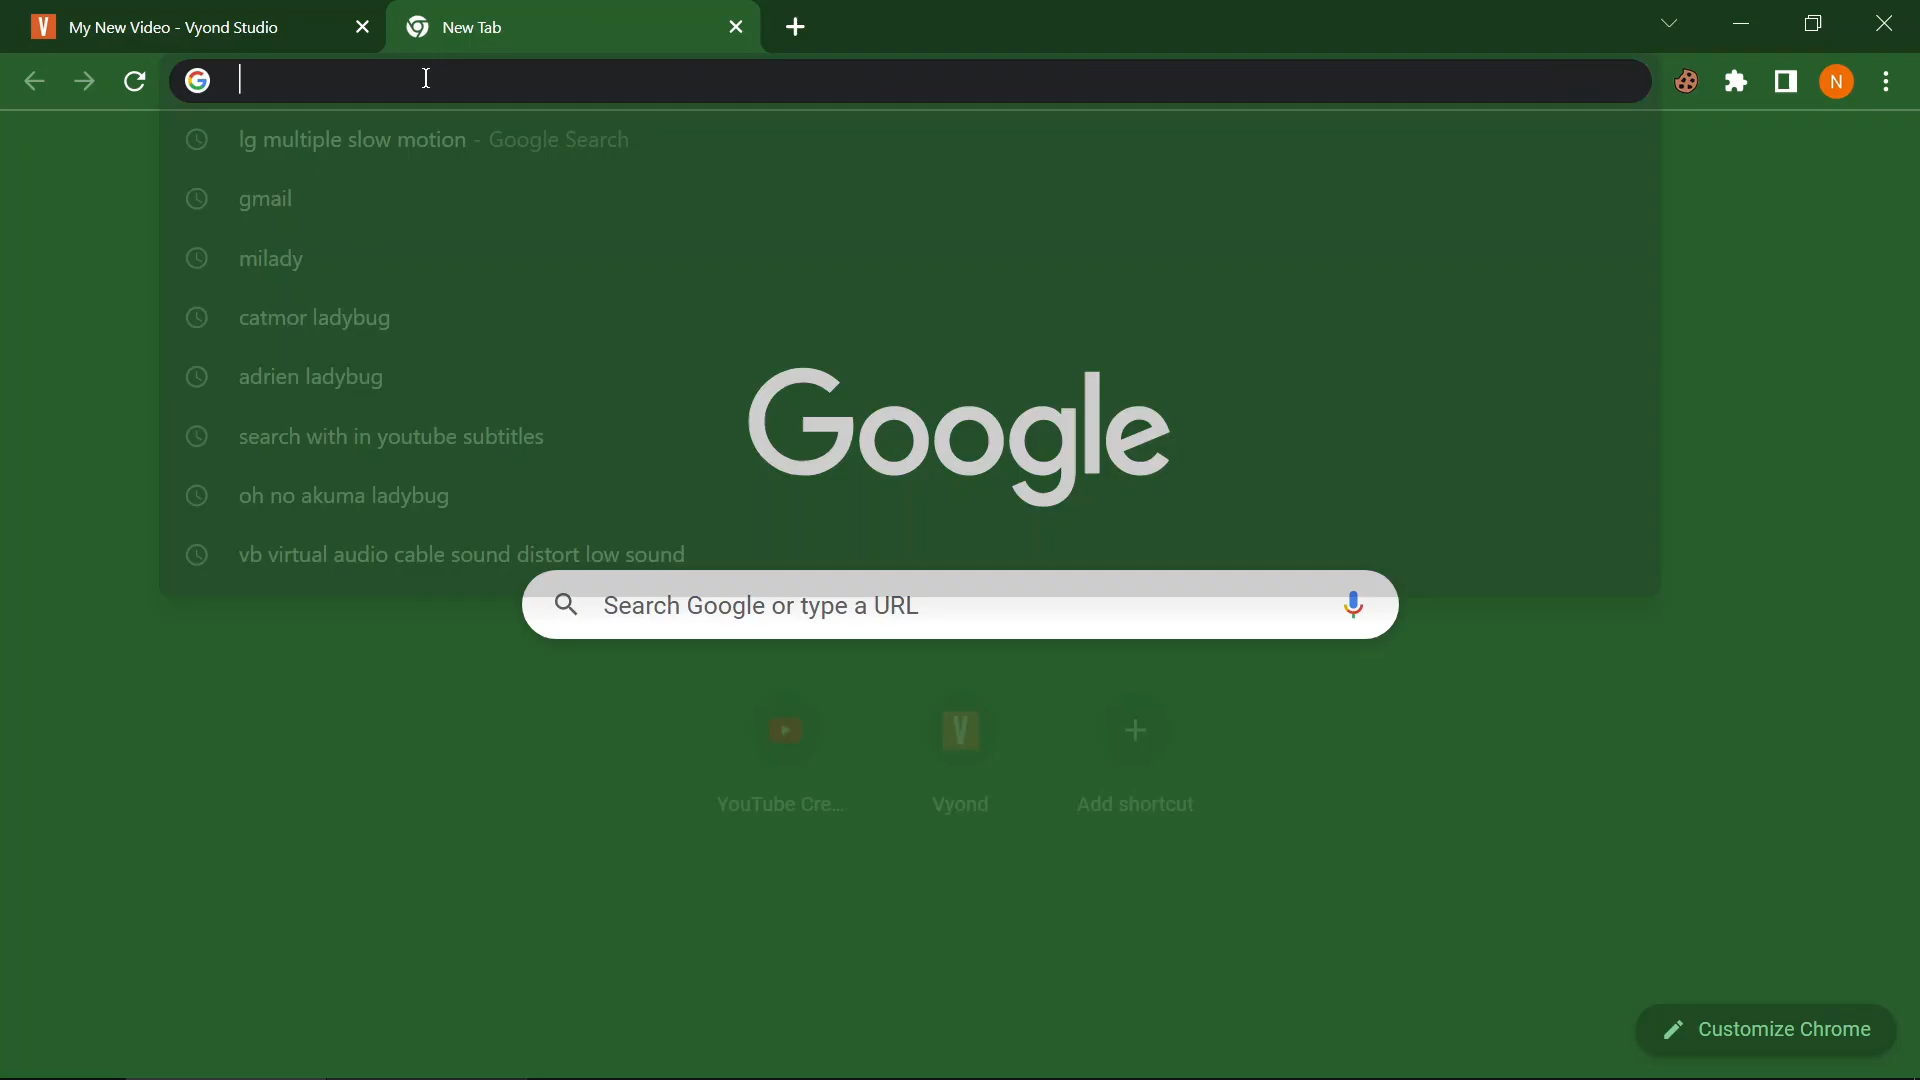 My New Video - Vyond Studio
New Tab
N
lg multiple slow motion - Google Search
gmail
milady
catmor ladybug
adrien ladybug
search with in youtube subtitles
oh no akuma ladybug
vb virtual audio cable sound distort low sound
Google
Search Google or type a URL
YouTube Cre...
Vyond
Add shortcut
Customize Chrome